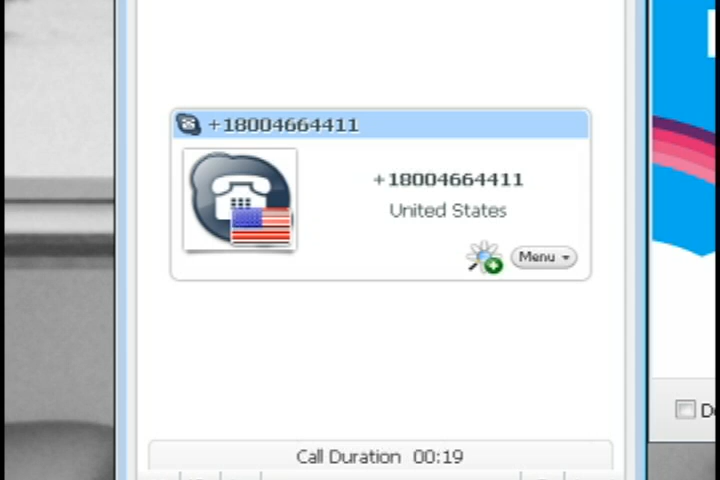 +18004664411
+18004664411
United States
Menu
Call Duration 00:19